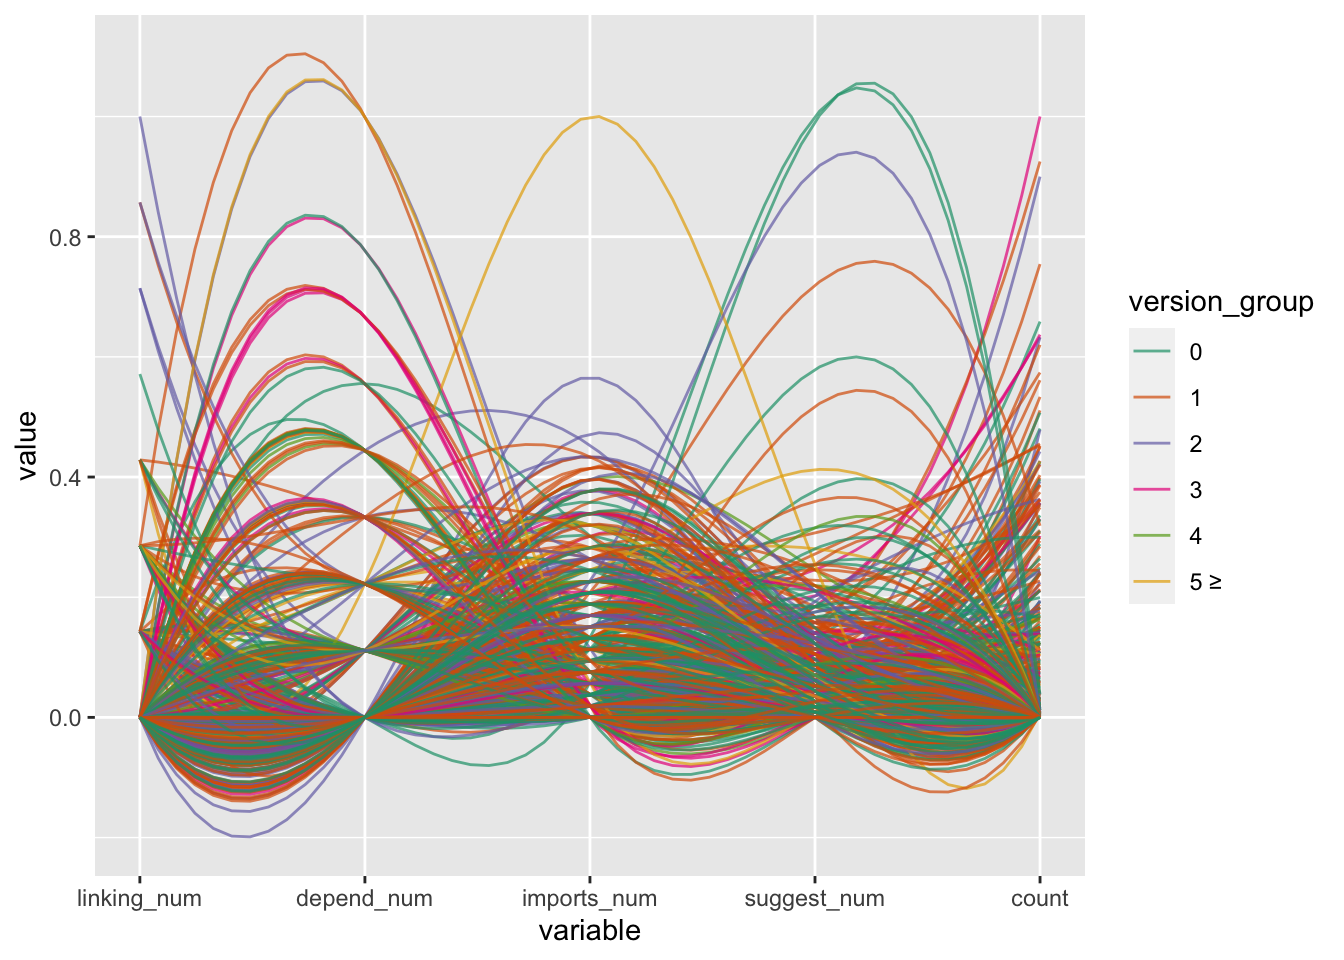 value
0.8
0.4
0.0
linking_num
depend_num
imports_num
suggest_num
count
variable
version_group
0
1
2
3
4
5 ≥